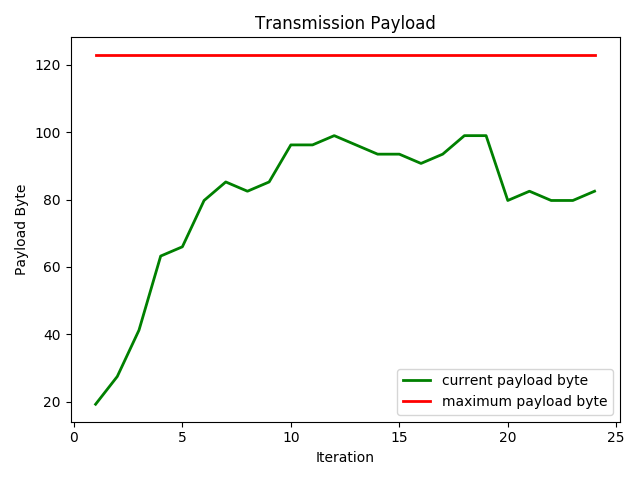 Transmission Payload
Payload Byte
120
100
80
60
40
20
0
5
10
15
20
25
Iteration
current payload byte
maximum payload byte